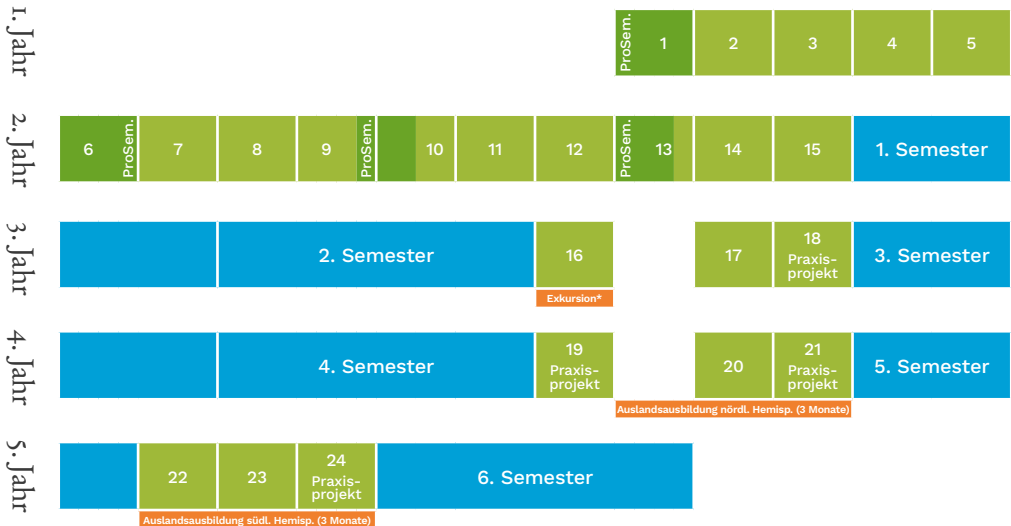 1. Jahr
ProSem. 1 2 3 4 5
2. Jahr
6 ProSem. 7 8 9 ProSem. 10 11 12 ProSem. 13 14 15 1. Semester
3. Jahr
2. Semester 16 17 18 Praxis- 3. Semester
projekt
Exkursion*
4. Jahr
4. Semester 19 Praxis- 20 21 Praxis- 5. Semester
projekt projekt
Auslandsausbildung nördl. Hemisp. (3 Monate)
5. Jahr
22 23 24 Praxis- 6. Semester
projekt
Auslandsausbildung südl. Hemisp. (3 Monate)